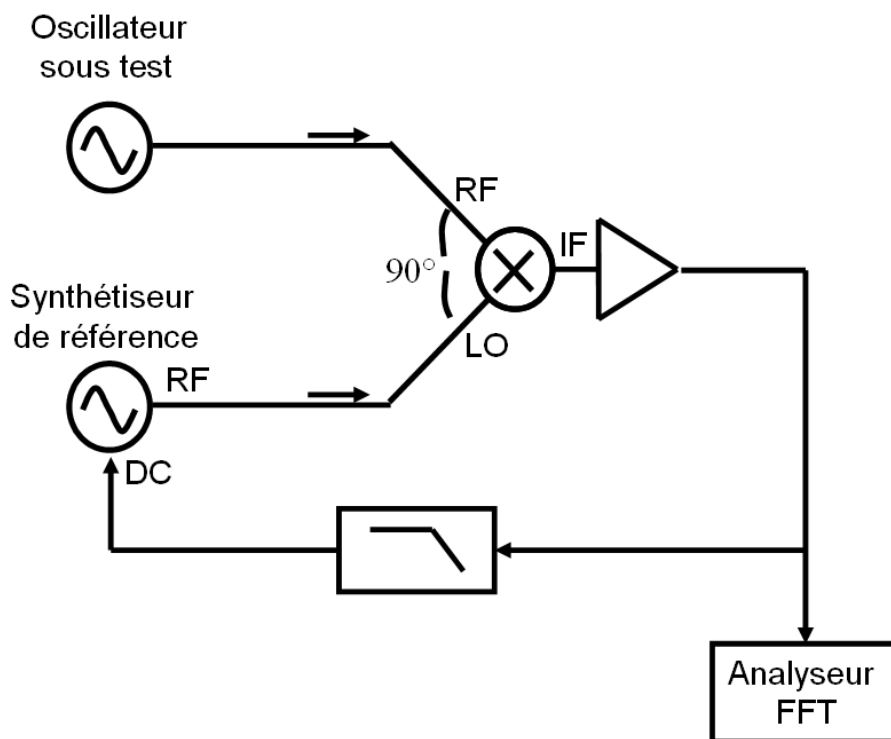 Oscillateur
sous test
RF
IF
90°
Synthétiseur
de référence
LO
RF
DC
Analyseur
FFT